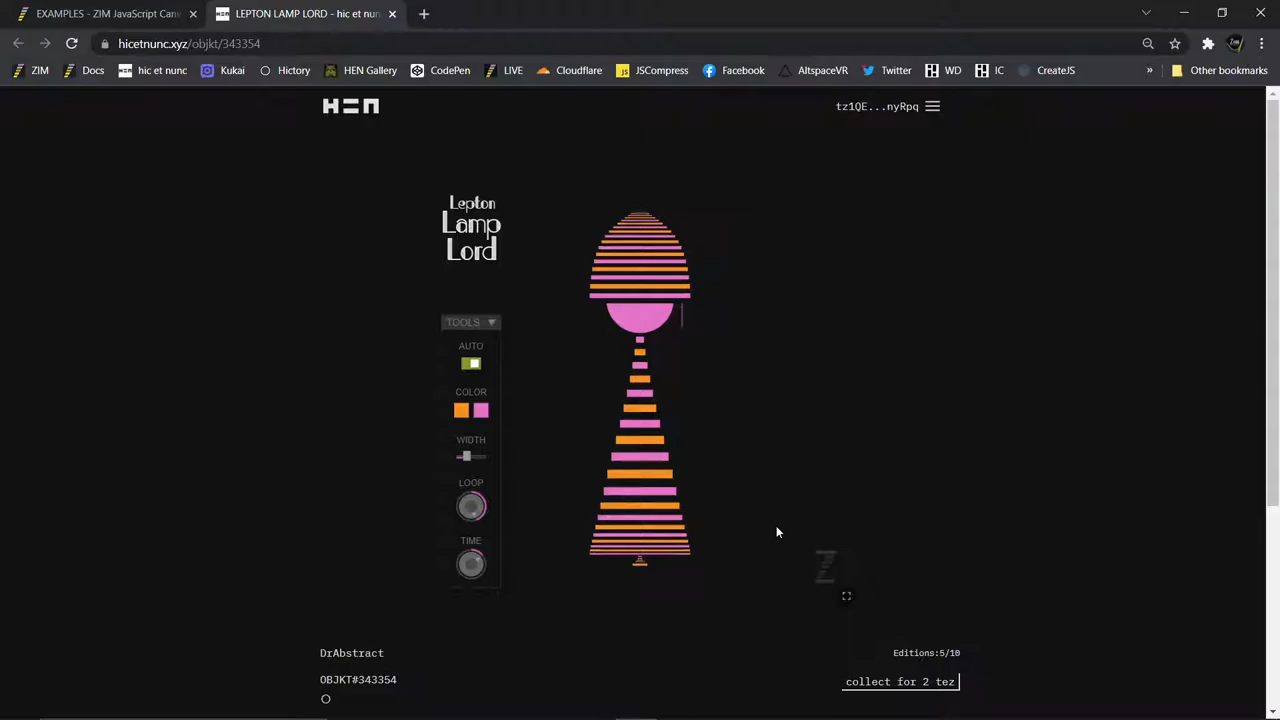 EXAMPLES - ZIM JavaScript Canv
LEPTON LAMP LORD - hic et nun
hicetnunc.xyz/objkt/343354
ZIM
Docs
hic et nunc
Kukai
Hictory
HEN Gallery
CodePen
LIVE
Cloudflare
JSCompress
Facebook
AltspaceVR
Twitter
WD
IC
CreateJS
»
Other bookmarks
HEN
tz1QE...nyRpq
Lepton
Lamp
Lord
TOOLS
AUTO
COLOR
WIDTH
LOOP
TIME
Z
DrAbstract
Editions:5/10
OBJKT#343354
collect for 2 tez